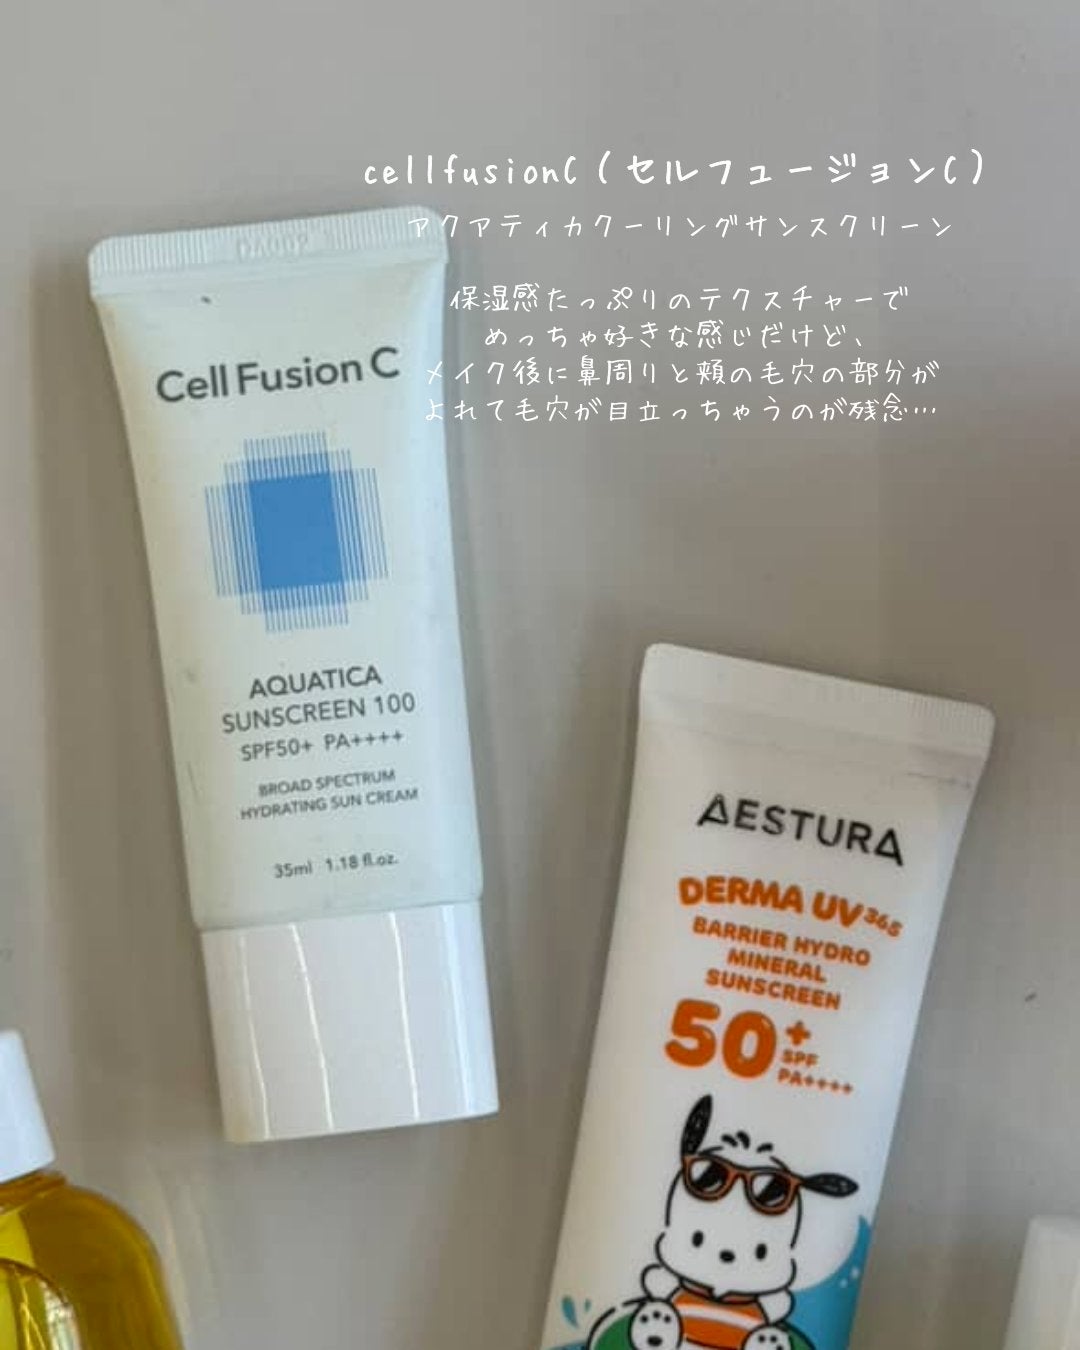 cellfusionC（セルフュージョンC）
アクアティカクーリングサンスクリーン
保湿感たっぷりのテクスチャーで
めっちゃ好きな感じだけど、
メイク後に鼻周りと頬の毛穴の部分が
よれて毛穴が目立っちゃうのが残念…
Cell Fusion C
AQUATICA
SUNSCREEN 100
SPF50+ PA++++
BROAD SPECTRUM
HYDRATING SUN CREAM
35ml 1.18 fl.oz.
AESTURA
DERMA UV365
BARRIER HYDRO
MINERAL
SUNSCREEN
50+
SPF
PA++++